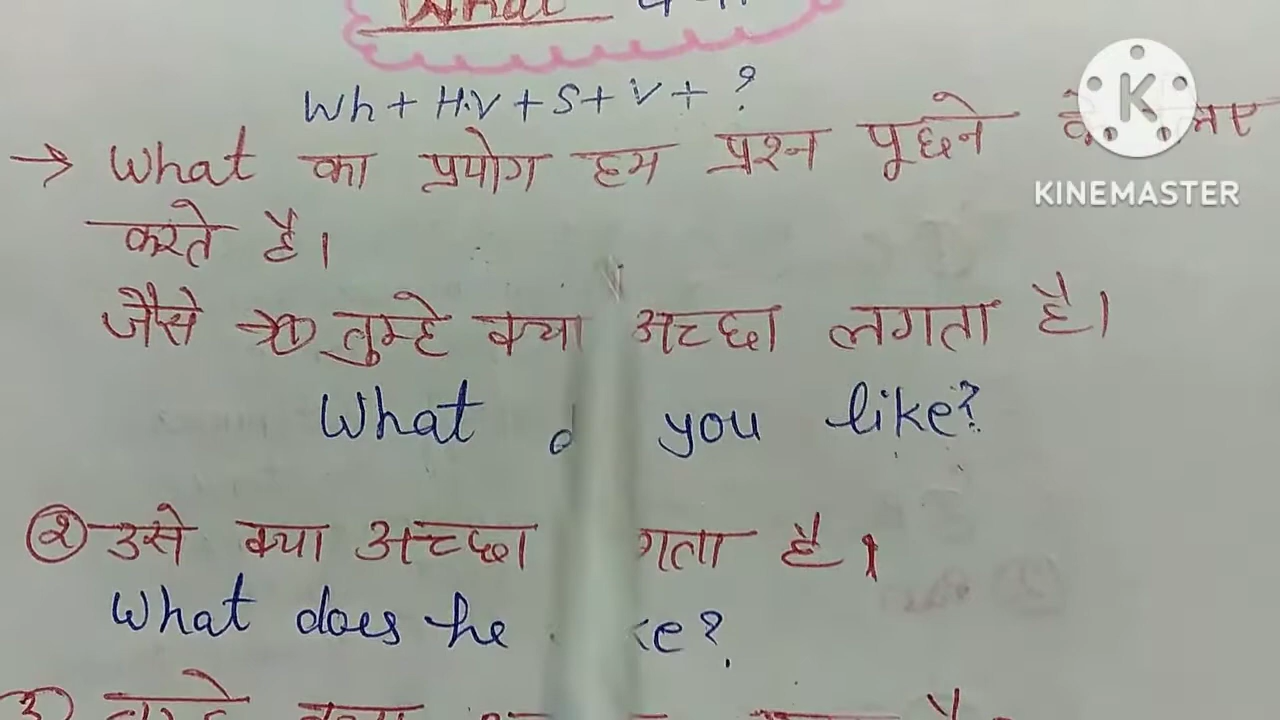 What
Wh + H.V + S + V + ?
→ What का प्रयोग हम प्रश्न पूछने
करते है।
जैसे → तुम्हे क्या अच्छा लगता है।
What you like?
② उसे क्या अच्छा है।
What does he
K
KINEMASTER